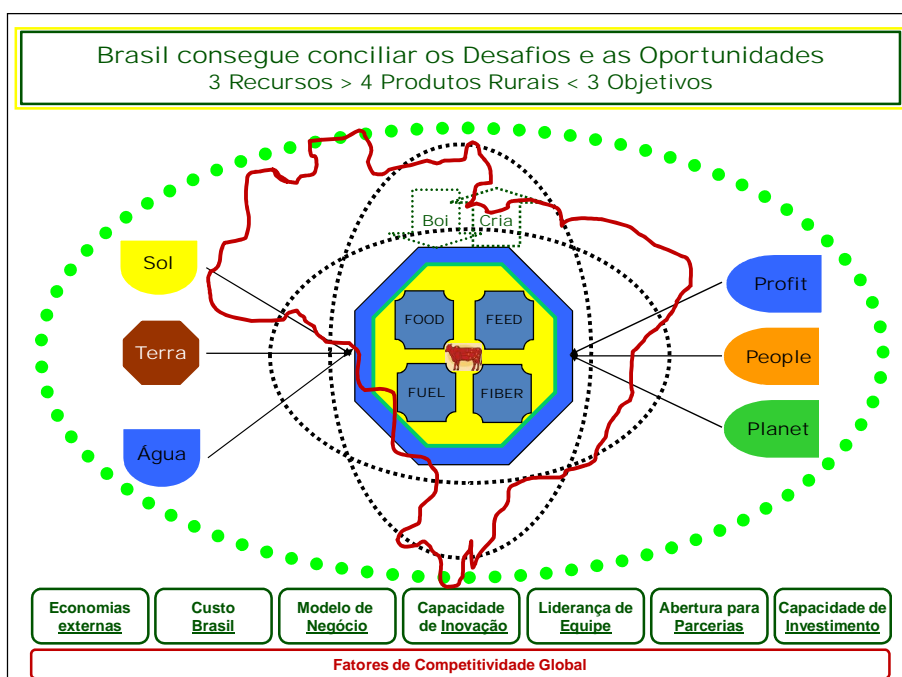 Brasil consegue conciliar os Desafios e as Oportunidades
3 Recursos > 4 Produtos Rurais < 3 Objetivos
Boi
Cria
Sol
Terra
Água
FOOD
FEED
FUEL
FIBER
Profit
People
Planet
Economias
externas
Custo
Brasil
Modelo de
Negócio
Capacidade
de Inovação
Liderança de
Equipe
Abertura para
Parcerias
Capacidade de
Investimento
Fatores de Competitividade Global